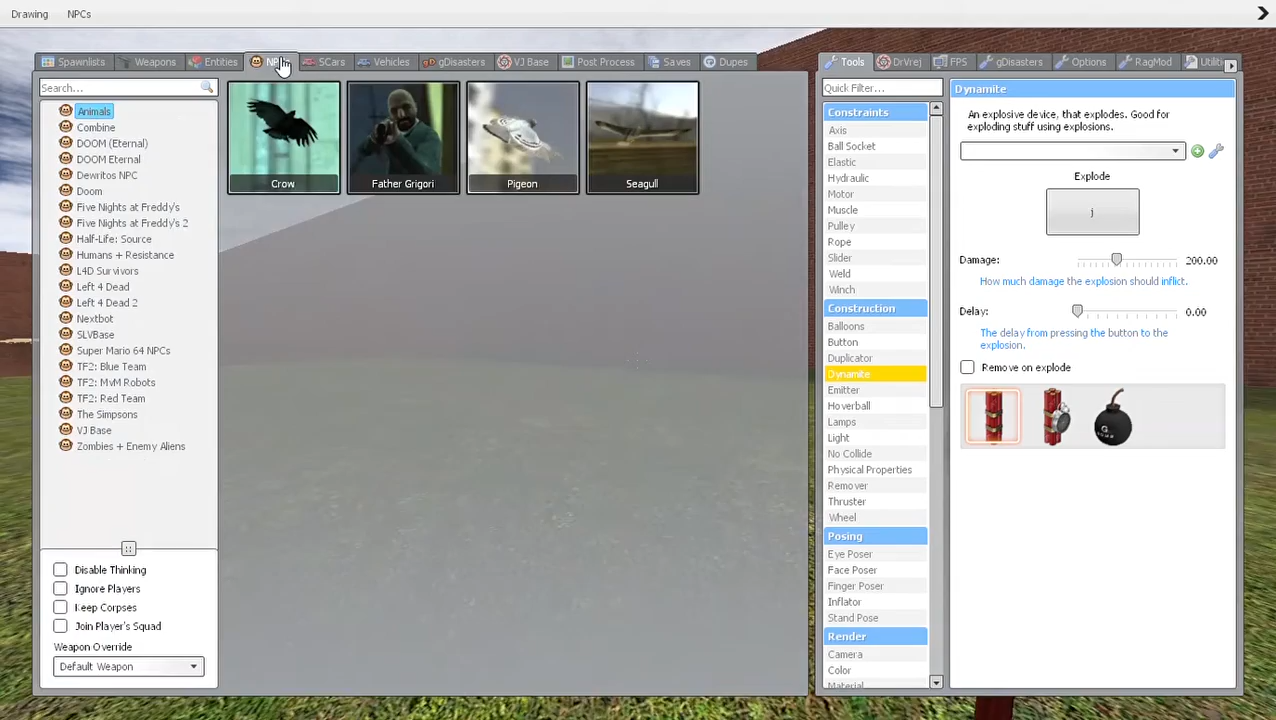 Drawing NPCs
Spawnlists Weapons Entities SCars Vehicles gDisasters VJ Base Post Process Saves Dupes
Search...
Animals
Combine
DOOM (Eternal)
DOOM Eternal
Dewritos NPC
Doom
Five Nights at Freddy's
Five Nights at Freddy's 2
Half-Life: Source
Humans + Resistance
L4D Survivors
Left 4 Dead
Left 4 Dead 2
Nextbot
SLVBase
Super Mario 64 NPCs
TF2: Blue Team
TF2: MvM Robots
TF2: Red Team
The Simpsons
VJ Base
Zombies + Enemy Aliens
Disable Thinking
Ignore Players
Keep Corpses
Join Player's Squad
Weapon Override
Default Weapon
Crow Father Grigori Pigeon Seagull
Tools DrVrej FPS gDisasters Options RagMod Utiliti
Quick Filter...
Constraints
Axis
Ball Socket
Elastic
Hydraulic
Motor
Muscle
Pulley
Rope
Slider
Weld
Winch
Construction
Balloons
Button
Duplicator
Dynamite
Emitter
Hoverball
Lamps
Light
No Collide
Physical Properties
Remover
Thruster
Wheel
Posing
Eye Poser
Face Poser
Finger Poser
Inflator
Stand Pose
Render
Camera
Color
Material
Dynamite
An explosive device, that explodes. Good for
exploding stuff using explosions.
Explode
j
Damage: 200.00
How much damage the explosion should inflict.
Delay: 0.00
The delay from pressing the button to the
explosion.
Remove on explode